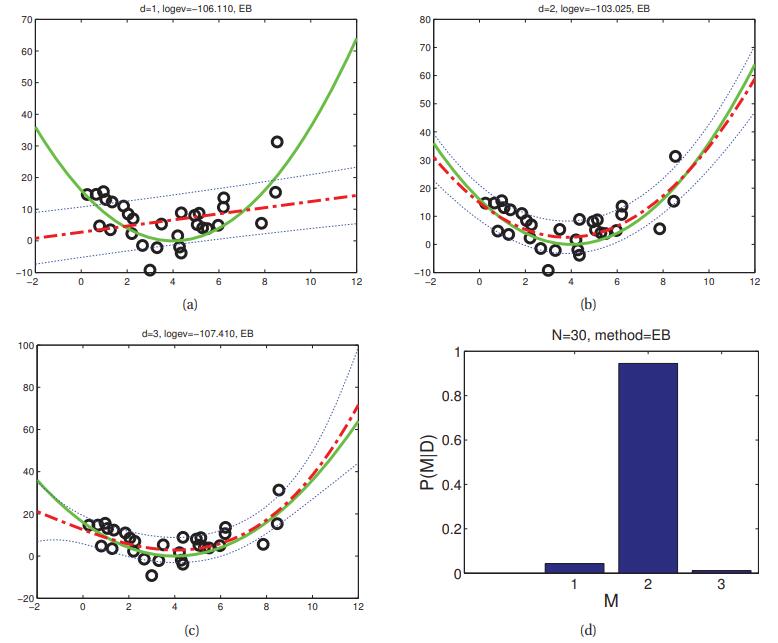 d=1, logev=−106.110, EB
70
60
50
40
30
20
10
0
−10
−2 0 2 4 6 8 10 12
(a)
d=2, logev=−103.025, EB
80
70
60
50
40
30
20
10
0
−10
−2 0 2 4 6 8 10 12
(b)
d=3, logev=−107.410, EB
100
80
60
40
20
0
−20
−2 0 2 4 6 8 10 12
(c)
N=30, method=EB
1
0.8
0.6
0.4
0.2
0
P(M|D)
1 2 3
M
(d)